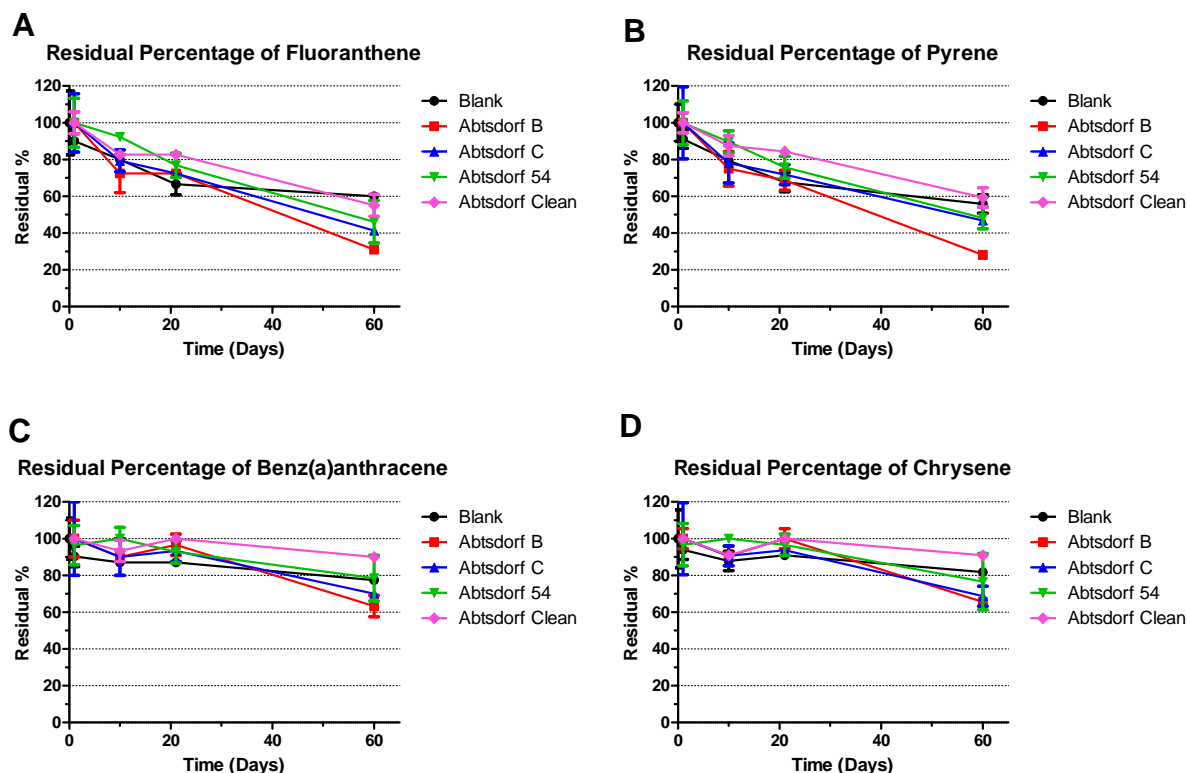 A
Residual Percentage of Fluoranthene
120
100
80
60
40
20
0
Residual %
0 20 40 60
Time (Days)
Blank
Abtsdorf B
Abtsdorf C
Abtsdorf 54
Abtsdorf Clean
B
Residual Percentage of Pyrene
120
100
80
60
40
20
0
Residual %
0 20 40 60
Time (Days)
Blank
Abtsdorf B
Abtsdorf C
Abtsdorf 54
Abtsdorf Clean
C
Residual Percentage of Benz(a)anthracene
120
100
80
60
40
20
0
Residual %
0 20 40 60
Time (Days)
Blank
Abtsdorf B
Abtsdorf C
Abtsdorf 54
Abtsdorf Clean
D
Residual Percentage of Chrysene
120
100
80
60
40
20
0
Residual %
0 20 40 60
Time (Days)
Blank
Abtsdorf B
Abtsdorf C
Abtsdorf 54
Abtsdorf Clean